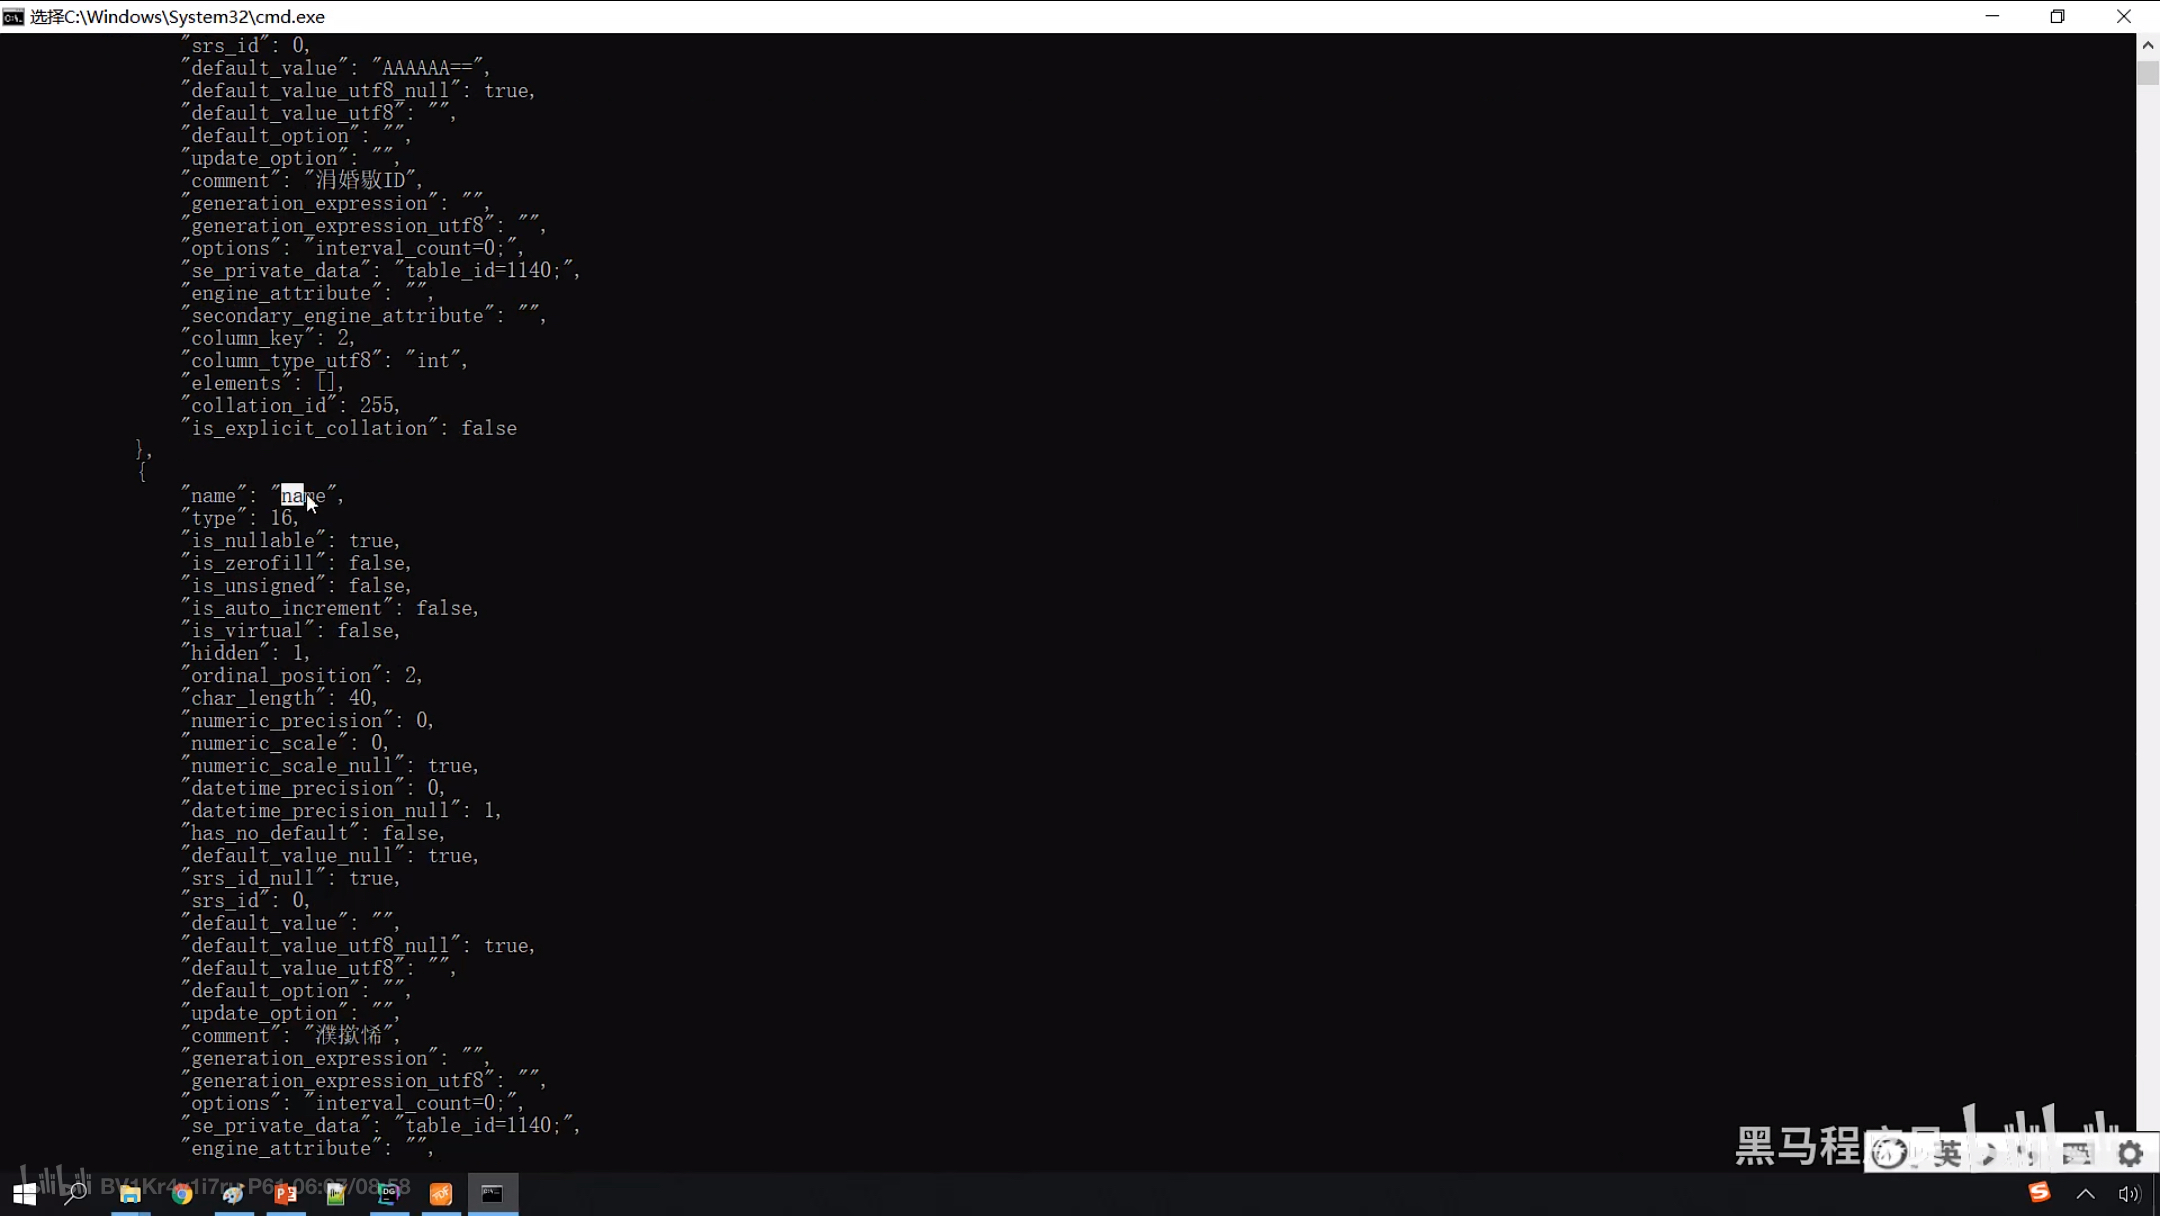 选择C:\Windows\System32\cmd.exe
"srs_id": 0,
"default_value": "AAAAAA==",
"default_value_utf8_null": true,
"default_value_utf8": "",
"default_option": "",
"update_option": "",
"comment": "涓婚敭ID",
"generation_expression": "",
"generation_expression_utf8": "",
"options": "interval_count=0;",
"se_private_data": "table_id=1140;",
"engine_attribute": "",
"secondary_engine_attribute": "",
"column_key": 2,
"column_type_utf8": "int",
"elements": [],
"collation_id": 255,
"is_explicit_collation": false
},
{
"name": "name",
"type": 16,
"is_nullable": true,
"is_zerofill": false,
"is_unsigned": false,
"is_auto_increment": false,
"is_virtual": false,
"hidden": 1,
"ordinal_position": 2,
"char_length": 40,
"numeric_precision": 0,
"numeric_scale": 0,
"numeric_scale_null": true,
"datetime_precision": 0,
"datetime_precision_null": 1,
"has_no_default": false,
"default_value_null": true,
"srs_id_null": true,
"srs_id": 0,
"default_value": "",
"default_value_utf8_null": true,
"default_value_utf8": "",
"default_option": "",
"update_option": "",
"comment": "濮撳悕",
"generation_expression": "",
"generation_expression_utf8": "",
"options": "interval_count=0;",
"se_private_data": "table_id=1140;",
"engine_attribute": "",
黑马程
英
P61 06:07/08:58